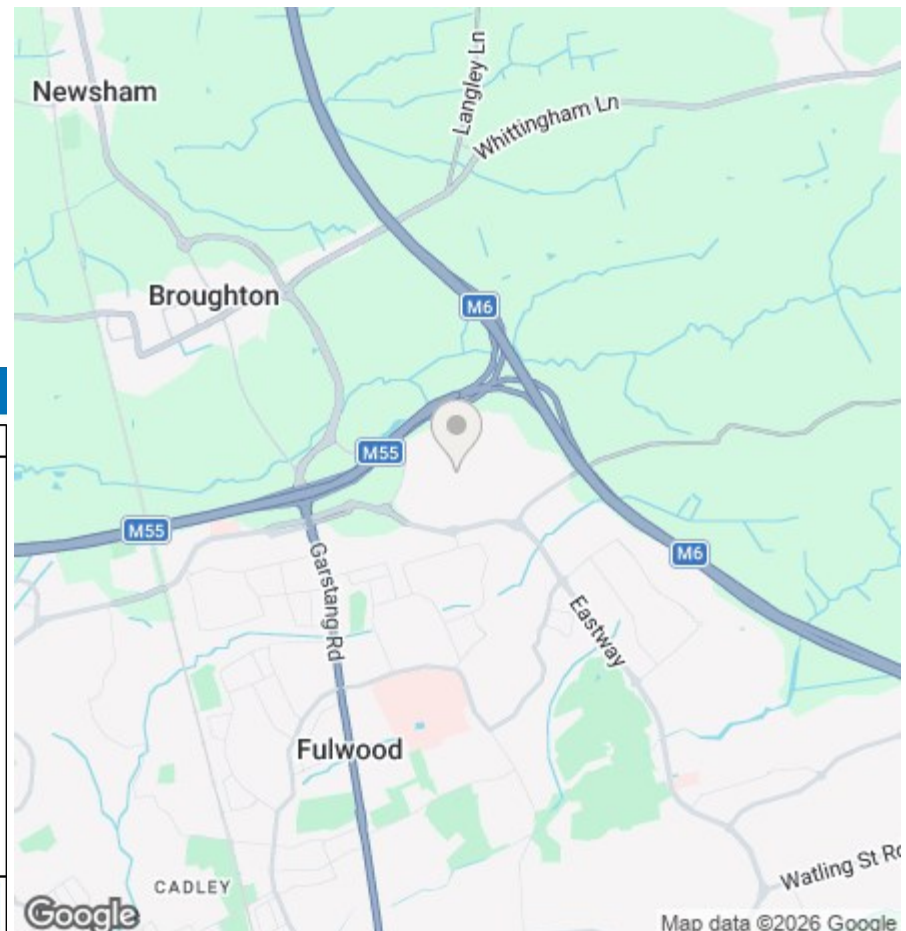 Newsham
Langley Ln
Whittingham Ln
Broughton
M6
M55
M55
M6
Garstang Rd
Eastway
Fulwood
CADLEY
Watling St Rd
Google
Map data ©2026 Google